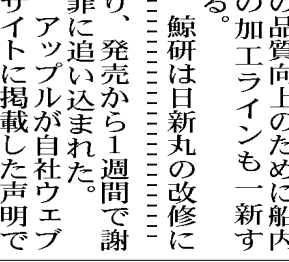 の品質向上のために船内
の加工ラインも一新す
る。
鯨研は日新丸の改修に
り、発売から1週間で謝
罪に追い込まれた。
アップルが自社ウェブ
サイトに掲載した声明で